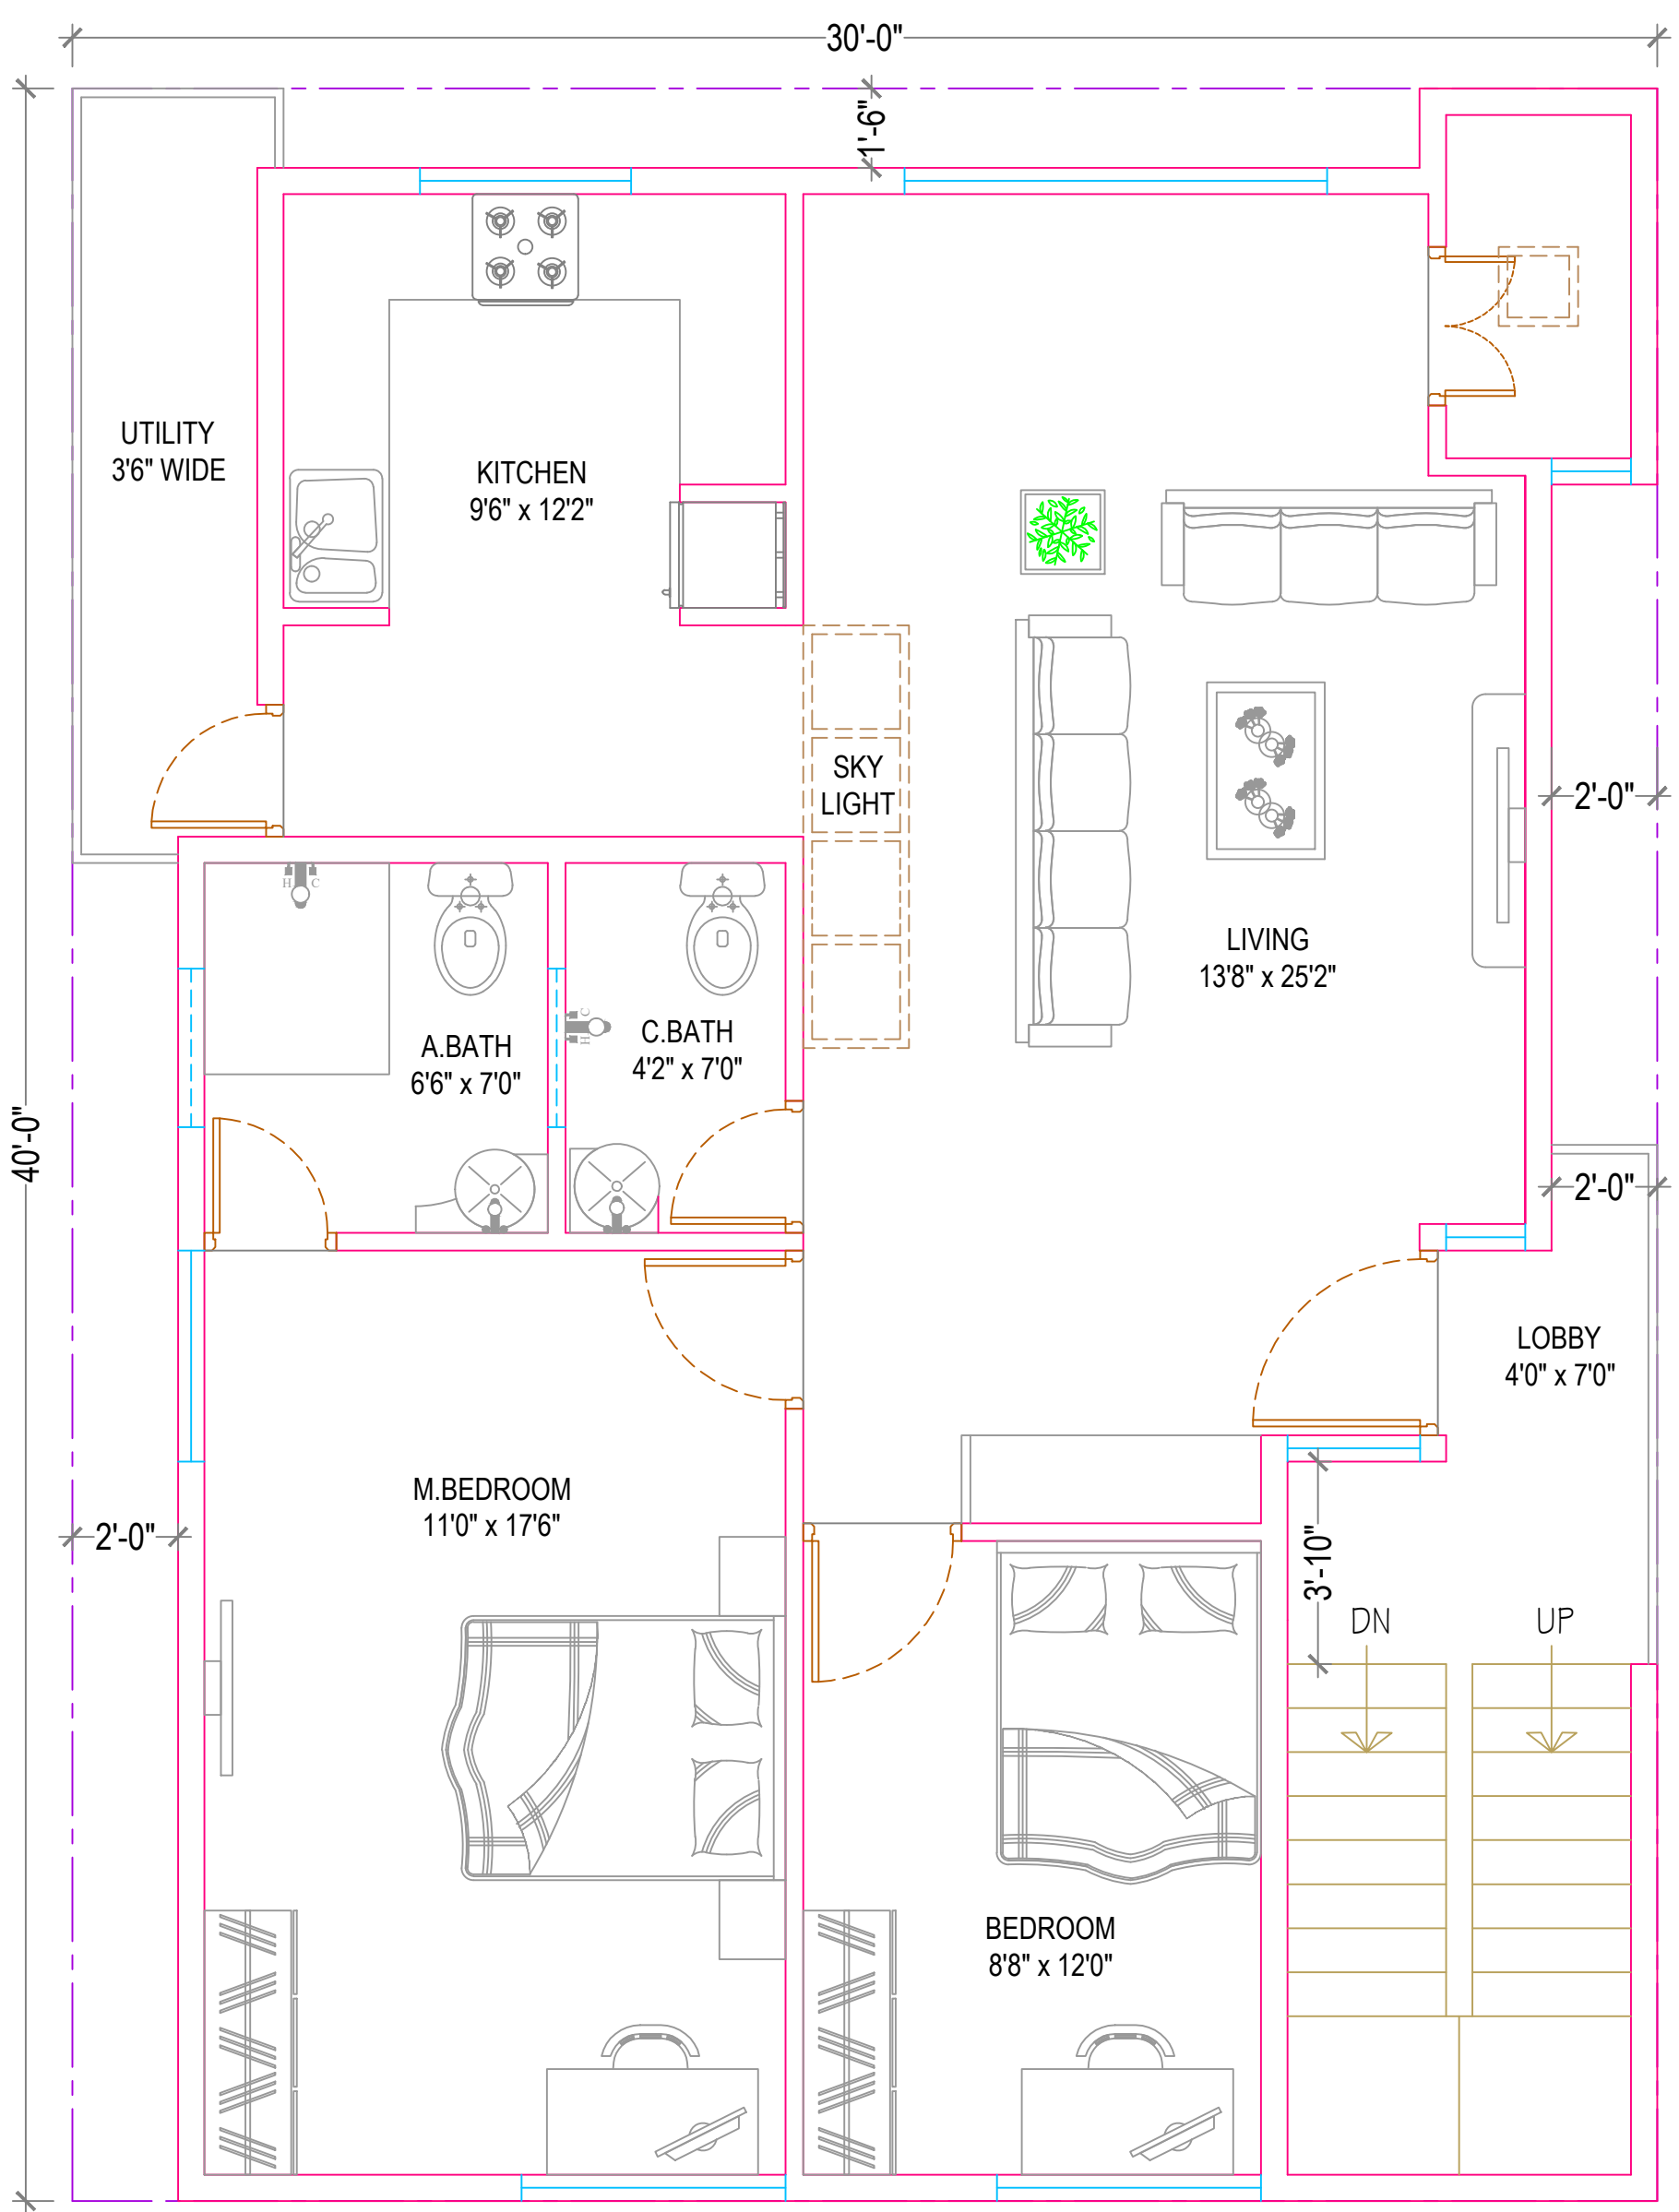 30'-0"
1'-6"
UTILITY
3'6" WIDE
KITCHEN
9'6" x 12'2"
SKY
LIGHT
2'-0"
H C
LIVING
13'8" x 25'2"
A.BATH
6'6" x 7'0"
C.BATH
4'2" x 7'0"
C
H
40'-0"
2'-0"
LOBBY
4'0" x 7'0"
M.BEDROOM
11'0" x 17'6"
2'-0"
3'-10"
DN
UP
BEDROOM
8'8" x 12'0"